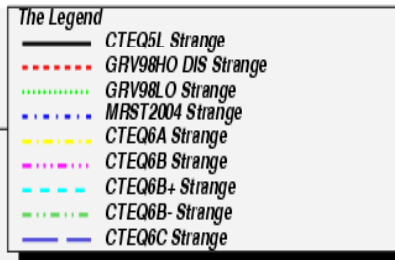 The Legend
CTEQ5L Strange
GRV98HO DIS Strange
GRV98LO Strange
MRST2004 Strange
CTEQ6A Strange
CTEQ6B Strange
CTEQ6B+ Strange
CTEQ6B- Strange
CTEQ6C Strange